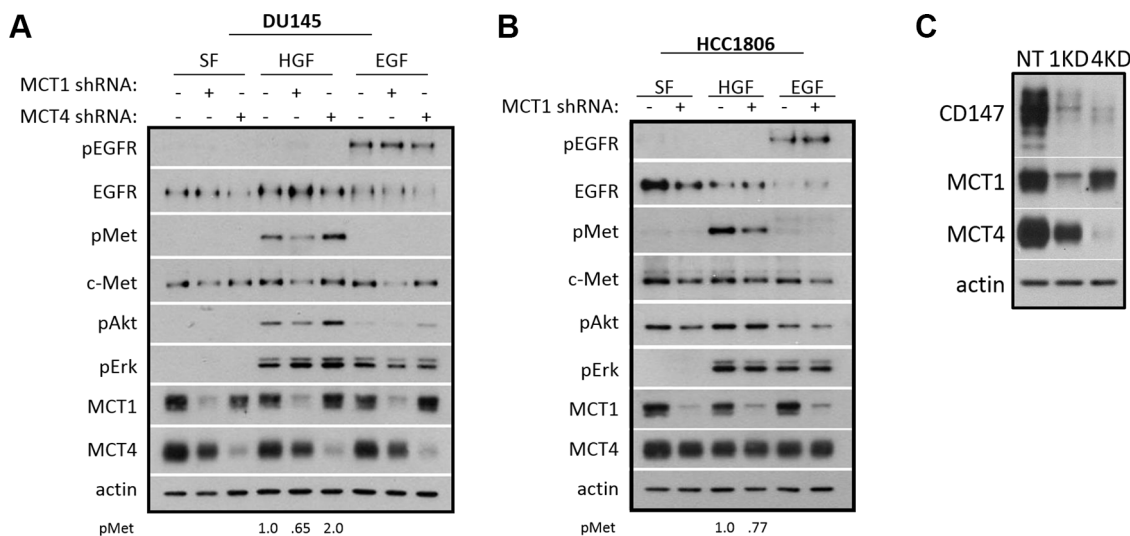 A
DU145
SF HGF EGF
MCT1 shRNA: - + - - + - - + -
MCT4 shRNA: - - + - - + - - +
pEGFR
EGFR
pMet
c-Met
pAkt
pErk
MCT1
MCT4
actin
pMet 1.0 .65 2.0
B
HCC1806
SF HGF EGF
MCT1 shRNA: - + - + - +
pEGFR
EGFR
pMet
c-Met
pAkt
pErk
MCT1
MCT4
actin
pMet 1.0 .77
C
NT 1KD 4KD
CD147
MCT1
MCT4
actin